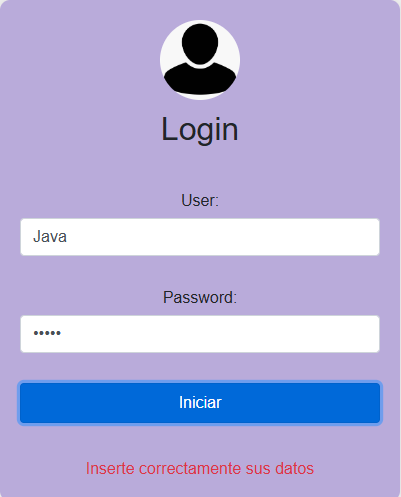 Login
User:
Java
Password:
•••••
Iniciar
Inserte correctamente sus datos